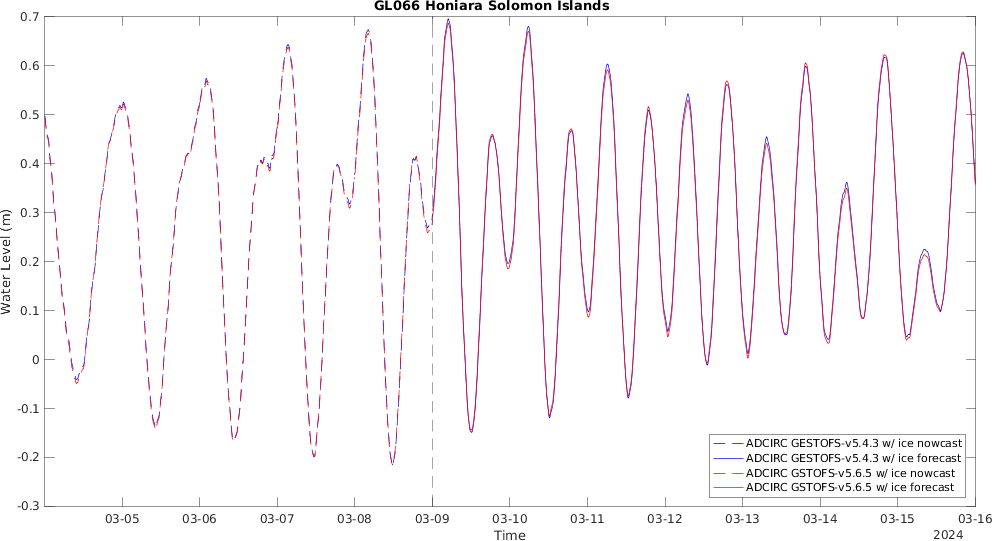 GL066 Honiara Solomon Islands
0.7
0.6
0.5
0.4
0.3
0.2
0.1
0
-0.1
-0.2
-0.3
Water Level (m)
ADCIRC GESTOFS-v5.4.3 w/ ice nowcast
ADCIRC GESTOFS-v5.4.3 w/ ice forecast
ADCIRC GSTOFS-v5.6.5 w/ ice nowcast
ADCIRC GSTOFS-v5.6.5 w/ ice forecast
03-05 03-06 03-07 03-08 03-09 03-10 03-11 03-12 03-13 03-14 03-15 03-16
Time
2024